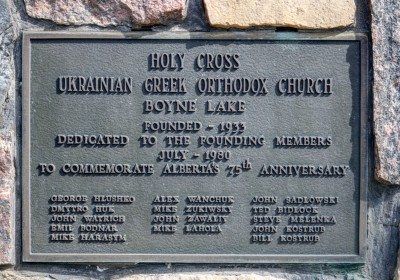 HOLY CROSS
UKRAINIAN GREEK ORTHODOX CHURCH
BOYNE LAKE
FOUNDED - 1933
DEDICATED TO THE FOUNDING MEMBERS
JULY - 1980
TO COMMEMORATE ALBERTA'S 75th ANNIVERSARY
GEORGE HLUSHKO ALEX WANCHUK JOHN SADLOWSKI
DMYTRO HUK MIKE ZUKIWSKY TED BIDLOCK
JOHN WATRICH JOHN ZAWALIY STEVE MELENKA
EMIL BODNAR MIKE LAHOLA JOHN KOSTRUB
MIKE HARASYM BILL KOSTRUB